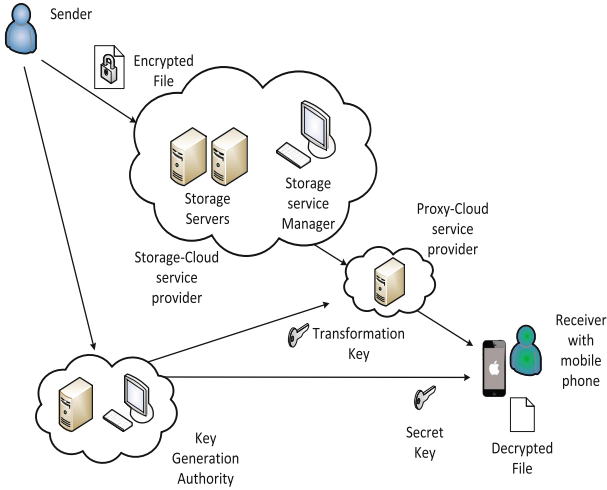 Sender
Encrypted
File
Storage
Servers
Storage
service
Manager
Storage-Cloud
service
provider
Proxy-Cloud
service
provider
Transformation
Key
Receiver
with
mobile
phone
Key
Generation
Authority
Secret
Key
Decrypted
File